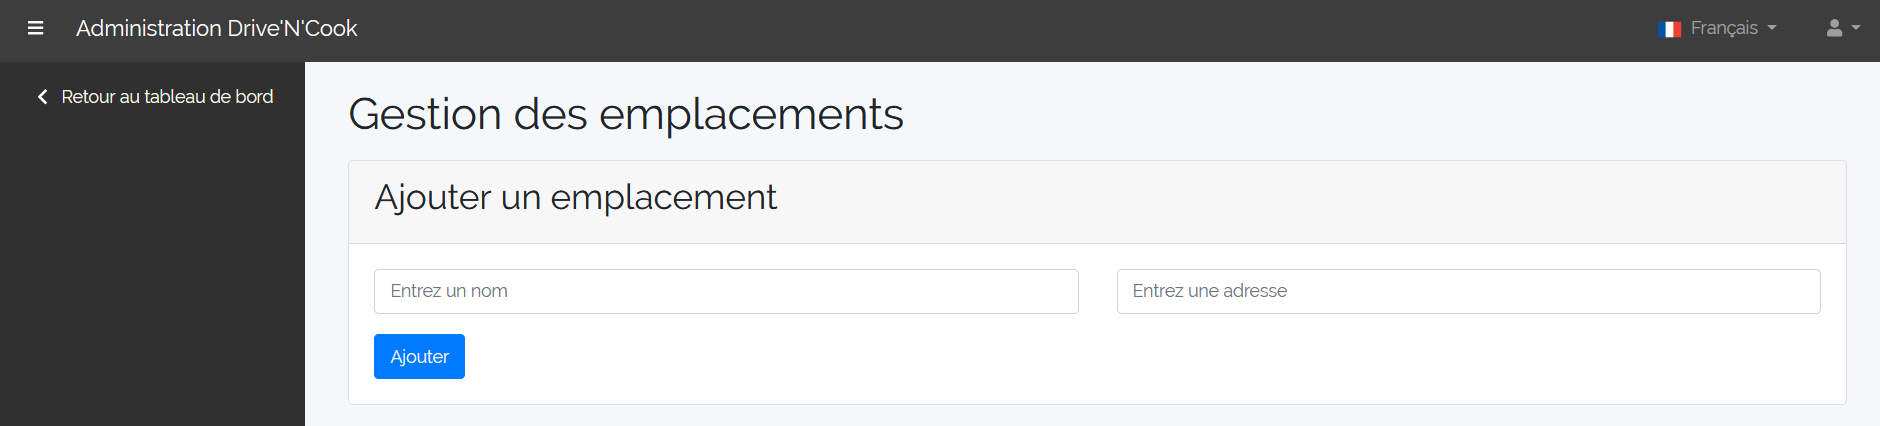 Administration Drive'N'Cook
Français
Retour au tableau de bord
Gestion des emplacements
Ajouter un emplacement
Entrez un nom
Entrez une adresse
Ajouter